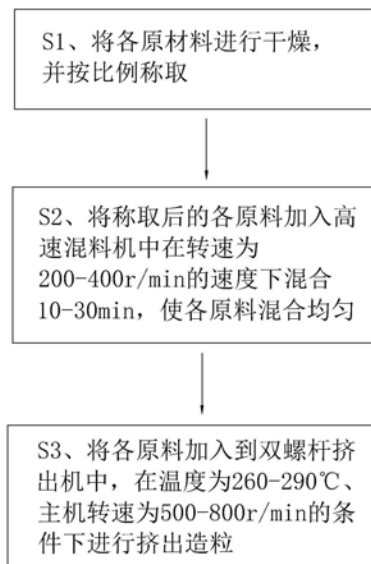 S1、将各原材料进行干燥，
并按比例称取
S2、将称取后的各原料加入高
速混料机中在转速为
200-400r/min的速度下混合
10-30min，使各原料混合均匀
S3、将各原料加入到双螺杆挤
出机中，在温度为260-290℃、
主机转速为500-800r/min的条
件下进行挤出造粒